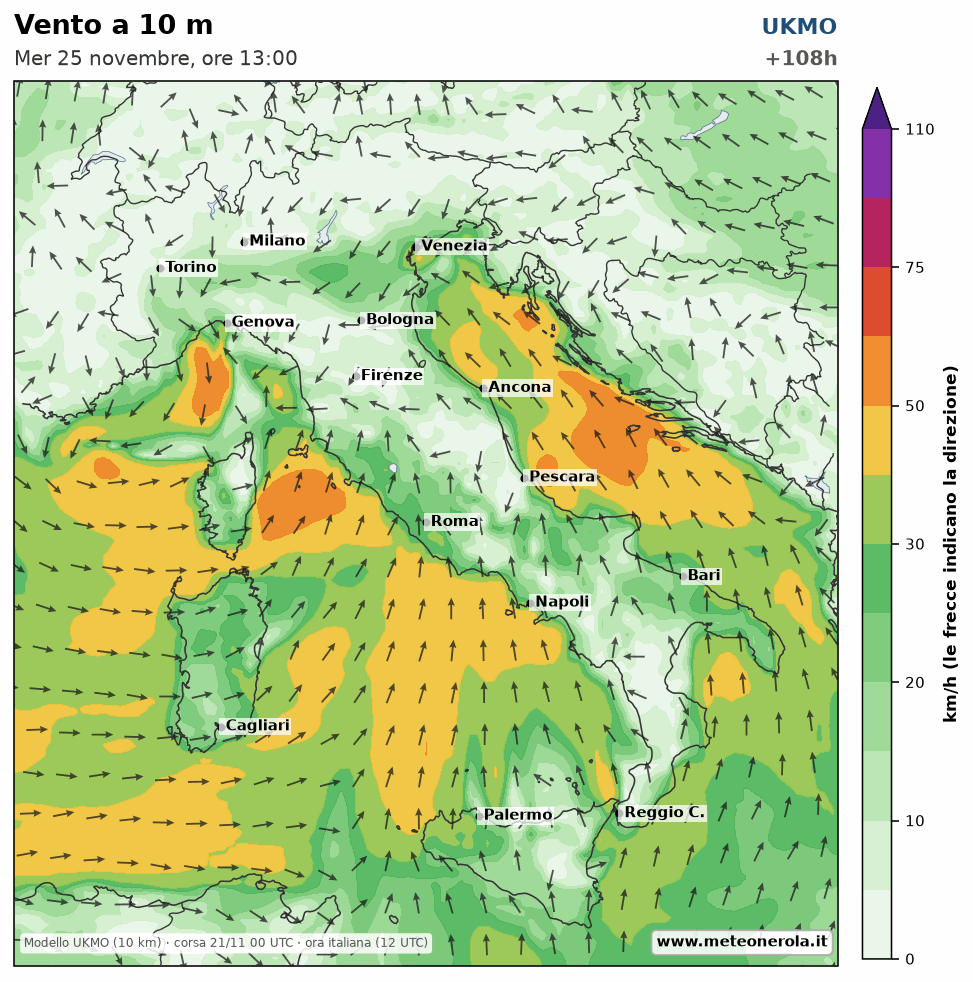 Vento a 10 m
UKMO
Mer 25 novembre, ore 13:00
+108h
110
Milano
Venezia
Torino
75
Genova
Bologna
Firenze
Ancona
50
Pescara
Roma
30
Bari
Napoli
20
Cagliari
Palermo
Reggio C.
10
km/h (le frecce indicano la direzione)
Modello UKMO (10 km) · corsa 21/11 00 UTC · ora italiana (12 UTC)
www.meteonerola.it
0